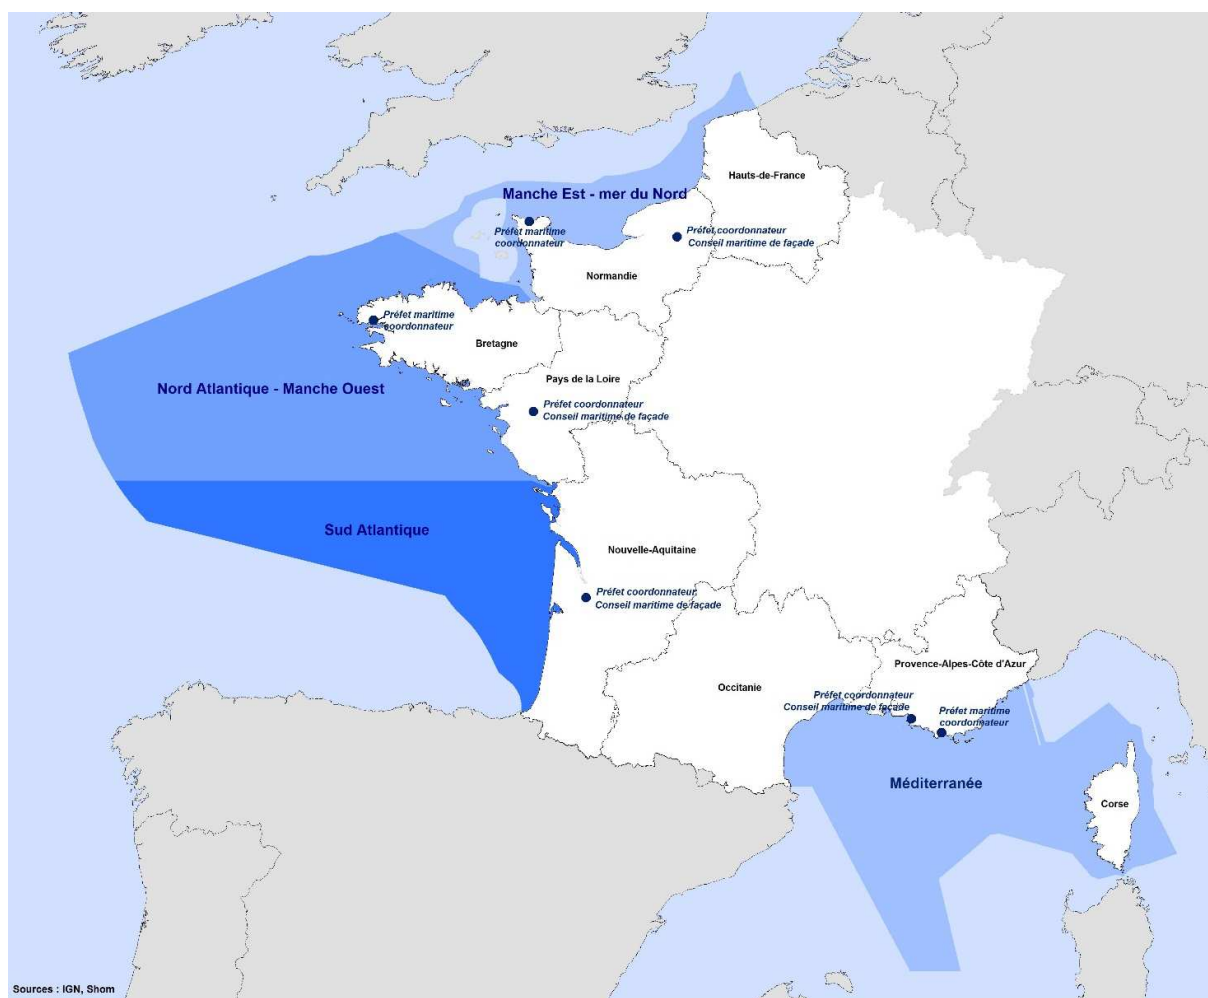 Hauts-de-France
Manche Est - mer du Nord
Préfet maritime
coordonnateur
Préfet coordonnateur
Conseil maritime de façade
Normandie
Préfet maritime
coordonnateur
Bretagne
Pays de la Loire
Nord Atlantique - Manche Ouest
Préfet coordonnateur
Conseil maritime de façade
Sud Atlantique
Nouvelle-Aquitaine
Préfet coordonnateur
Conseil maritime de façade
Provence-Alpes-Côte d'Azur
Occitanie
Préfet coordonnateur
Conseil maritime de façade
Préfet maritime
coordonnateur
Méditerranée
Corse
Sources : IGN, Shom